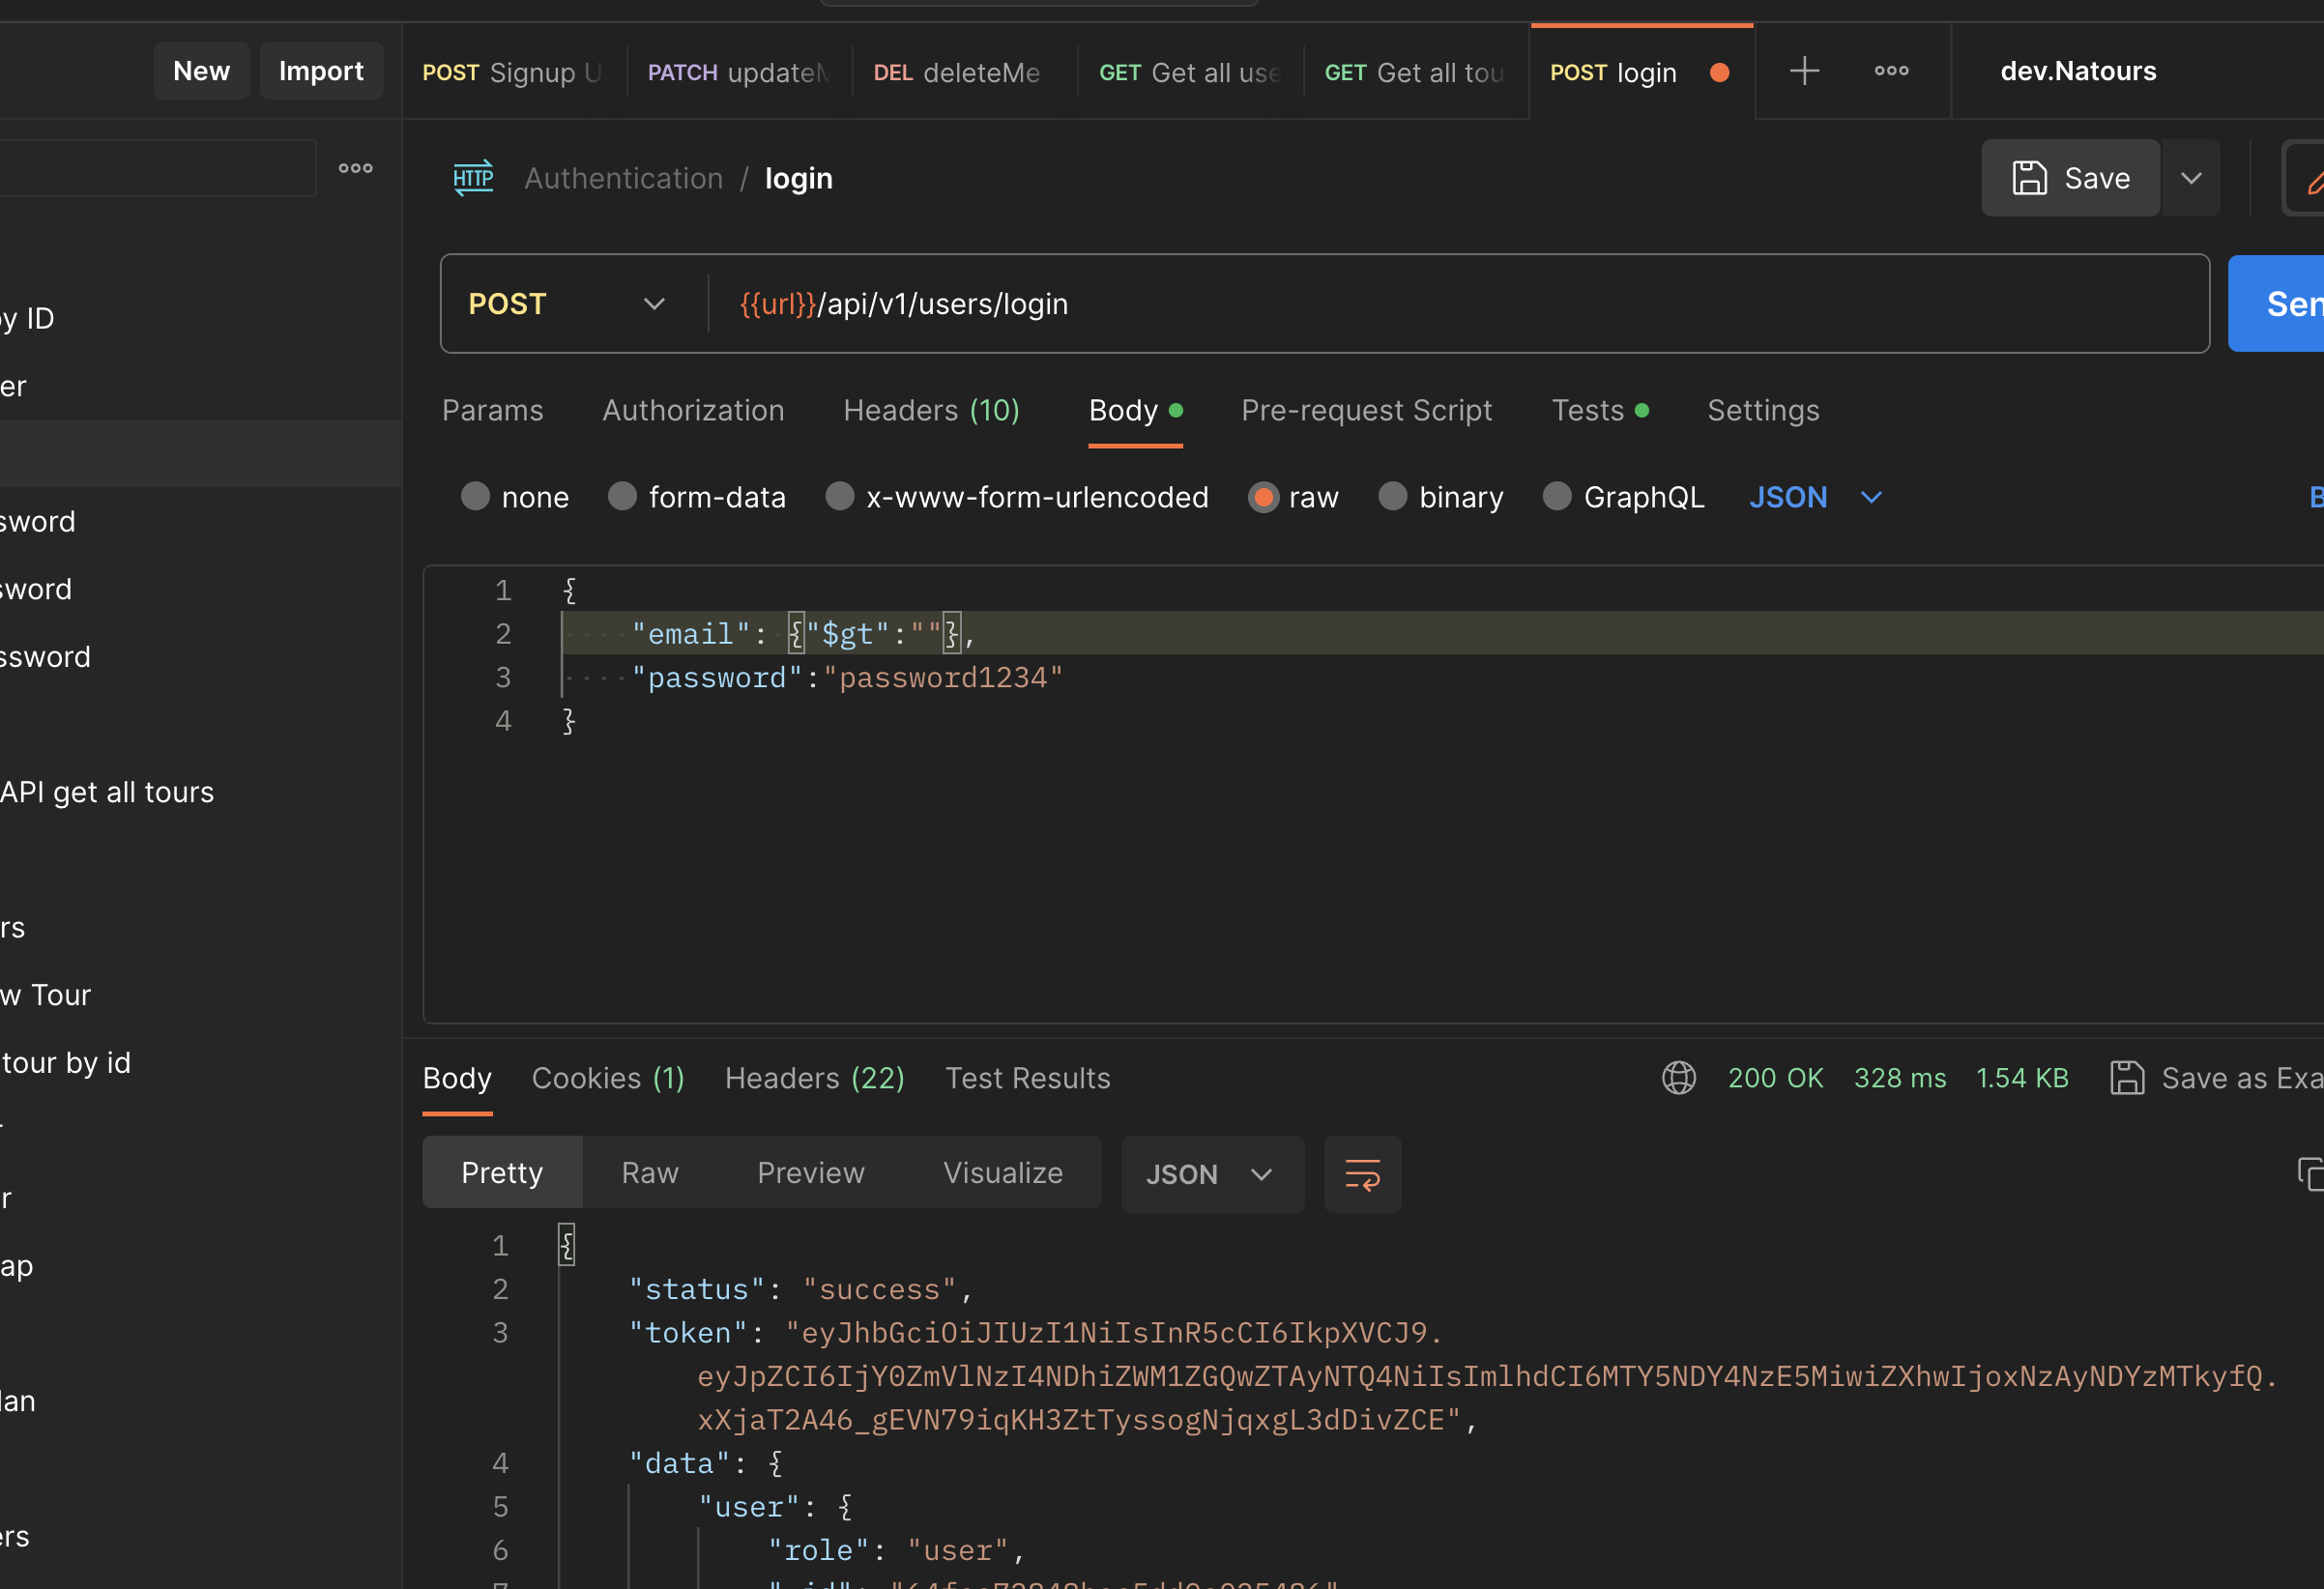 New Import POST Signup U PATCH updateM DEL deleteMe GET Get all use GET Get all tou POST login dev.Natours
HTTP Authentication / login Save
POST {{url}}/api/v1/users/login Sen
Params Authorization Headers (10) Body Pre-request Script Tests Settings
none form-data x-www-form-urlencoded raw binary GraphQL JSON B
1 {
2 "email": {"$gt":""},
3 "password":"password1234"
4 }
y ID
er
sword
sword
ssword
API get all tours
rs
w Tour
tour by id
r
ap
lan
ers
Body Cookies (1) Headers (22) Test Results 200 OK 328 ms 1.54 KB Save as Exa
Pretty Raw Preview Visualize JSON
1 {
2 "status": "success",
3 "token": "eyJhbGciOiJIUzI1NiIsInR5cCI6IkpXVCJ9.
eyJpZCI6IjY0ZmVlNzI4NDhiZWM1ZGQwZTAyNTQ4NiIsImlhdCI6MTY5NDY4NzE5MiwiZXhwIjoxNzAyNDYzMTkyfQ.
xXjaT2A46_gEVN79iqKH3ZtTyssogNjqxgL3dDivZCE",
4 "data": {
5 "user": {
6 "role": "user",